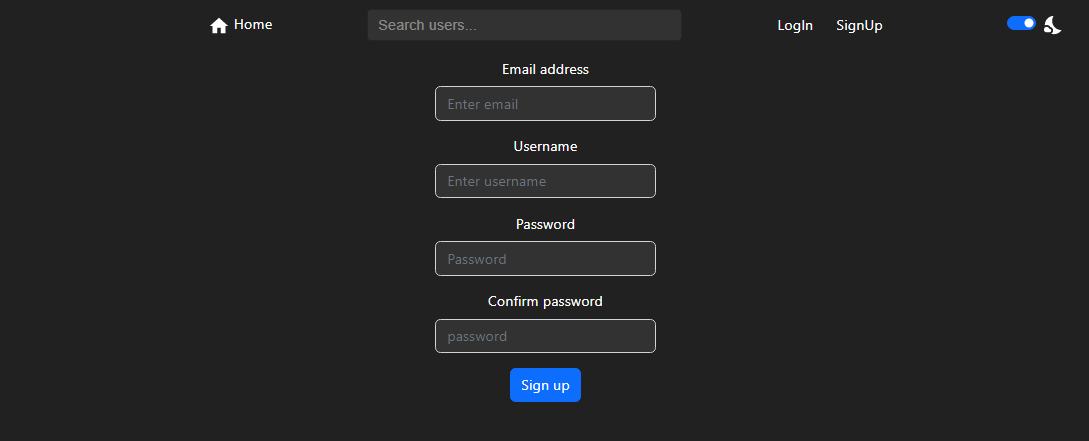 Home Search users... LogIn SignUp
Email address
Enter email
Username
Enter username
Password
Password
Confirm password
password
Sign up